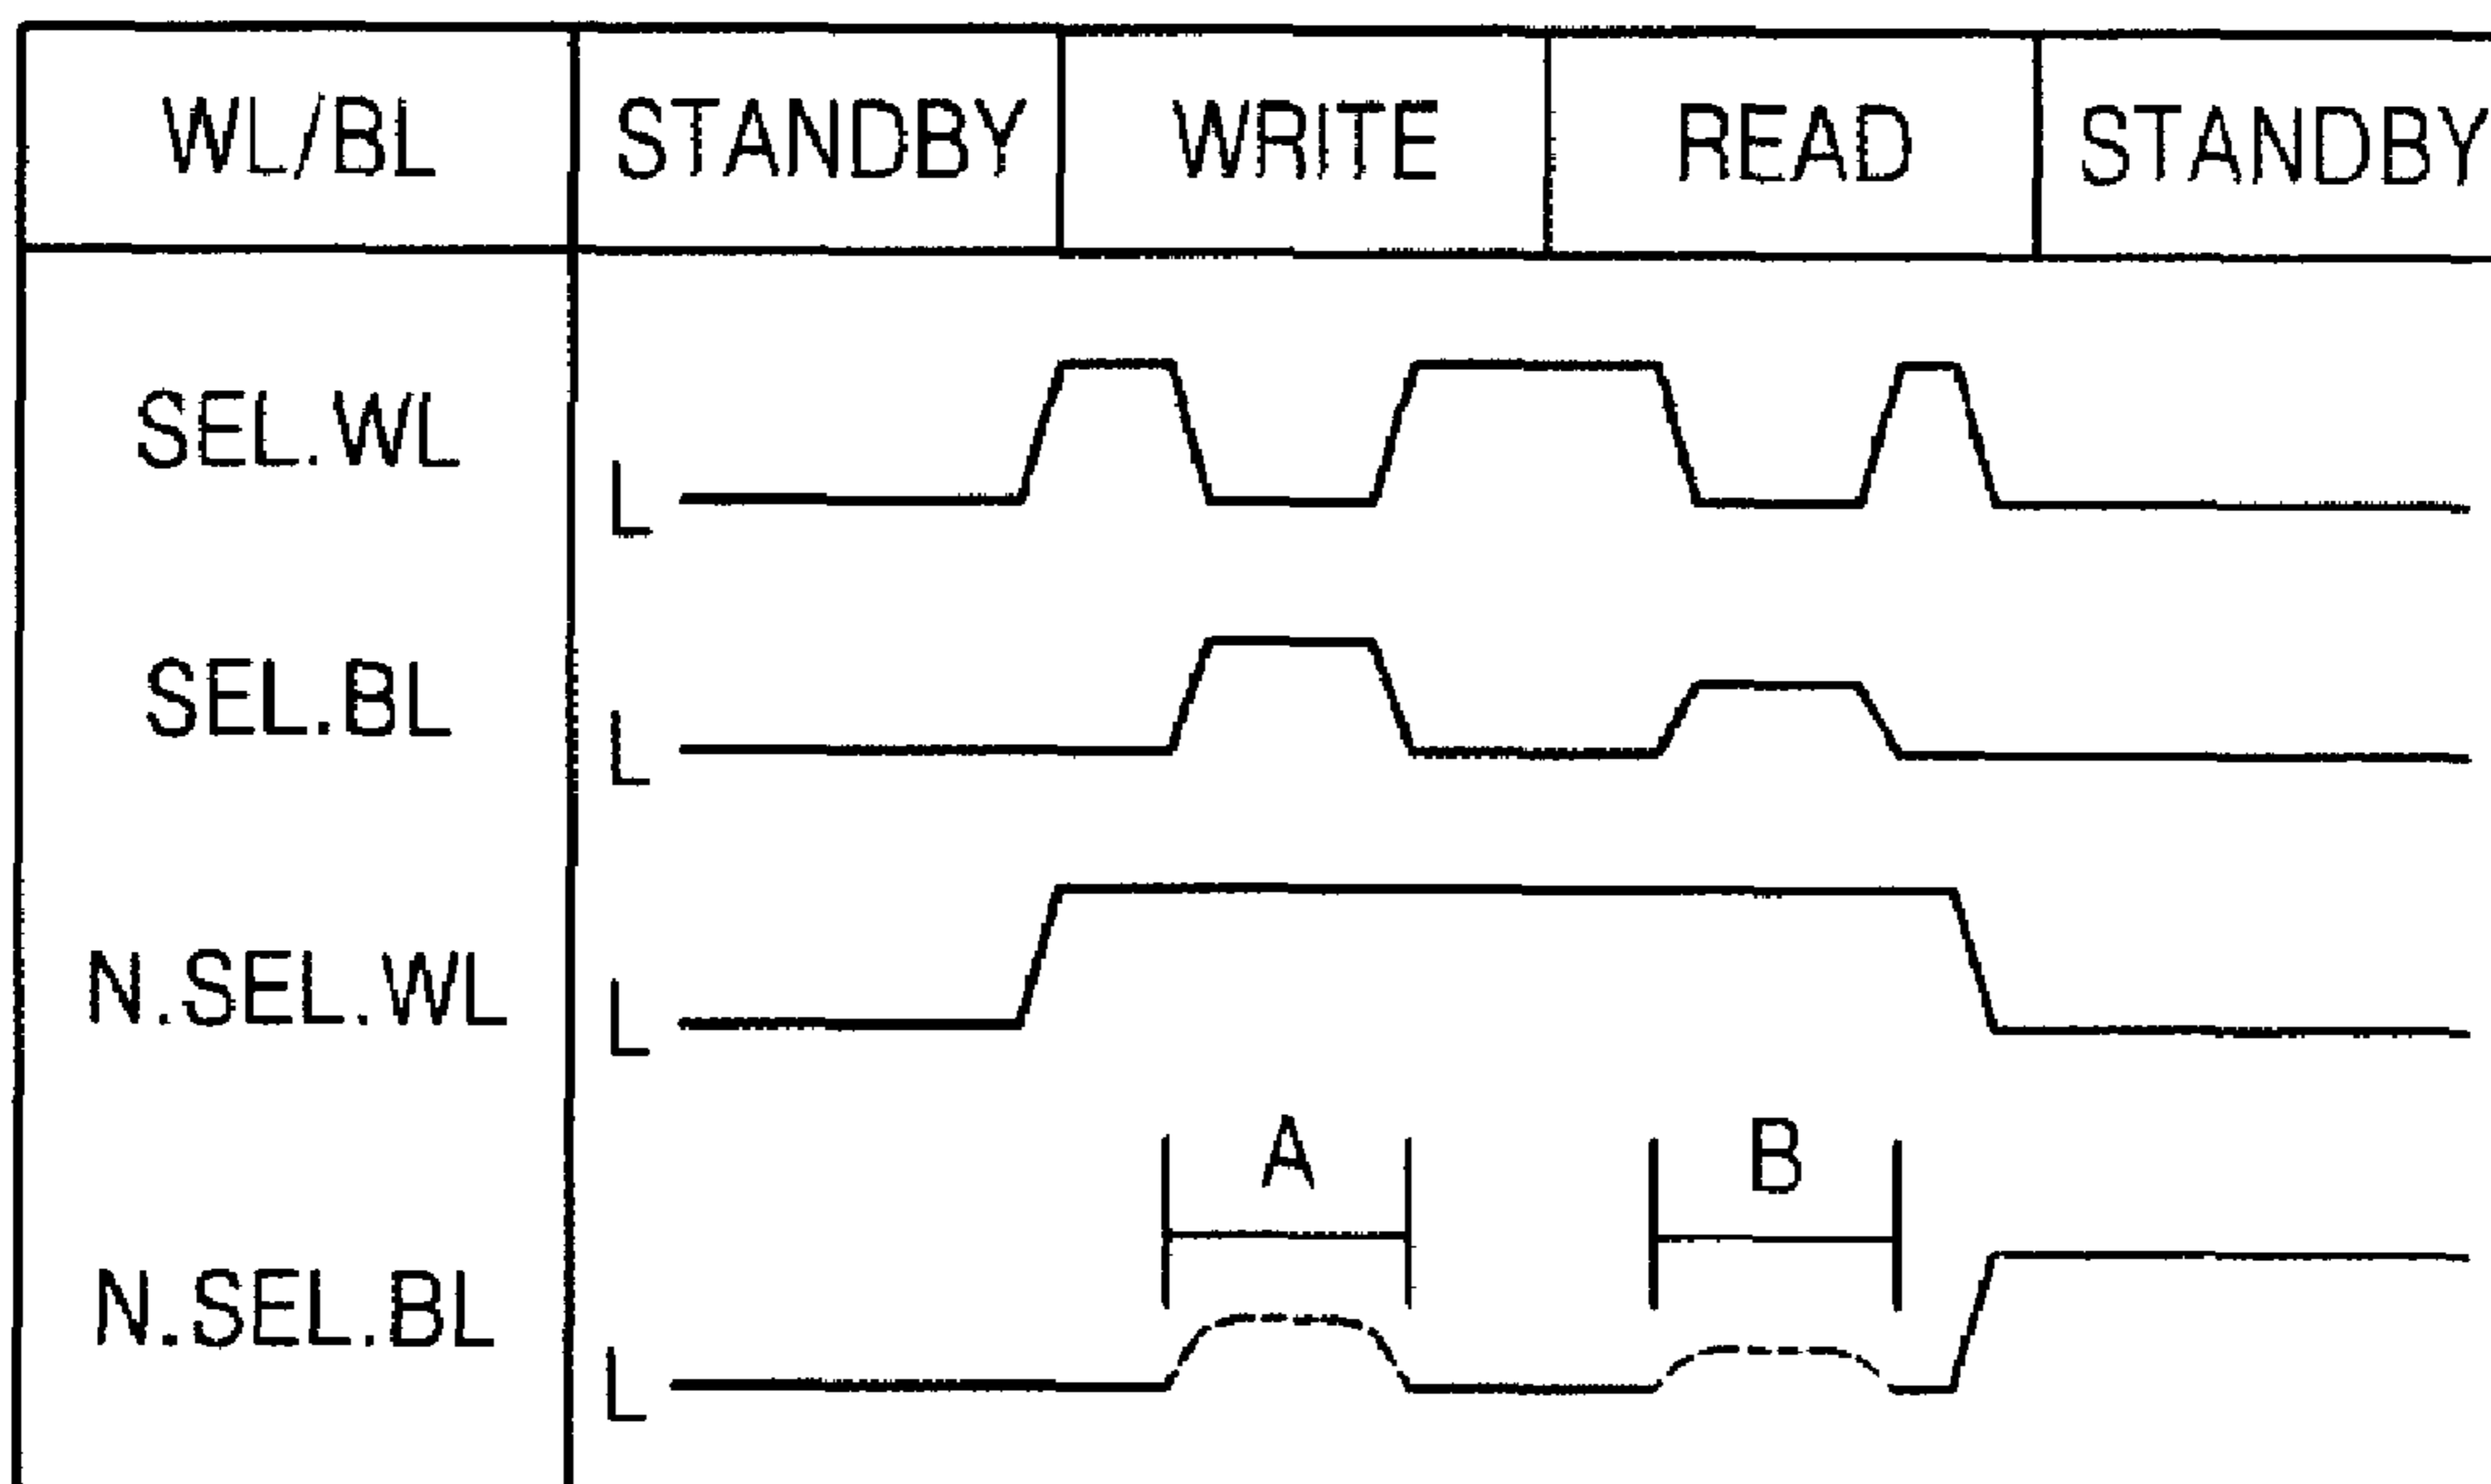 WL/BL STANDBY WRITE READ STANDBY
SEL.WL L
SEL.BL L
N.SEL.WL L
A B
N.SEL.BL L